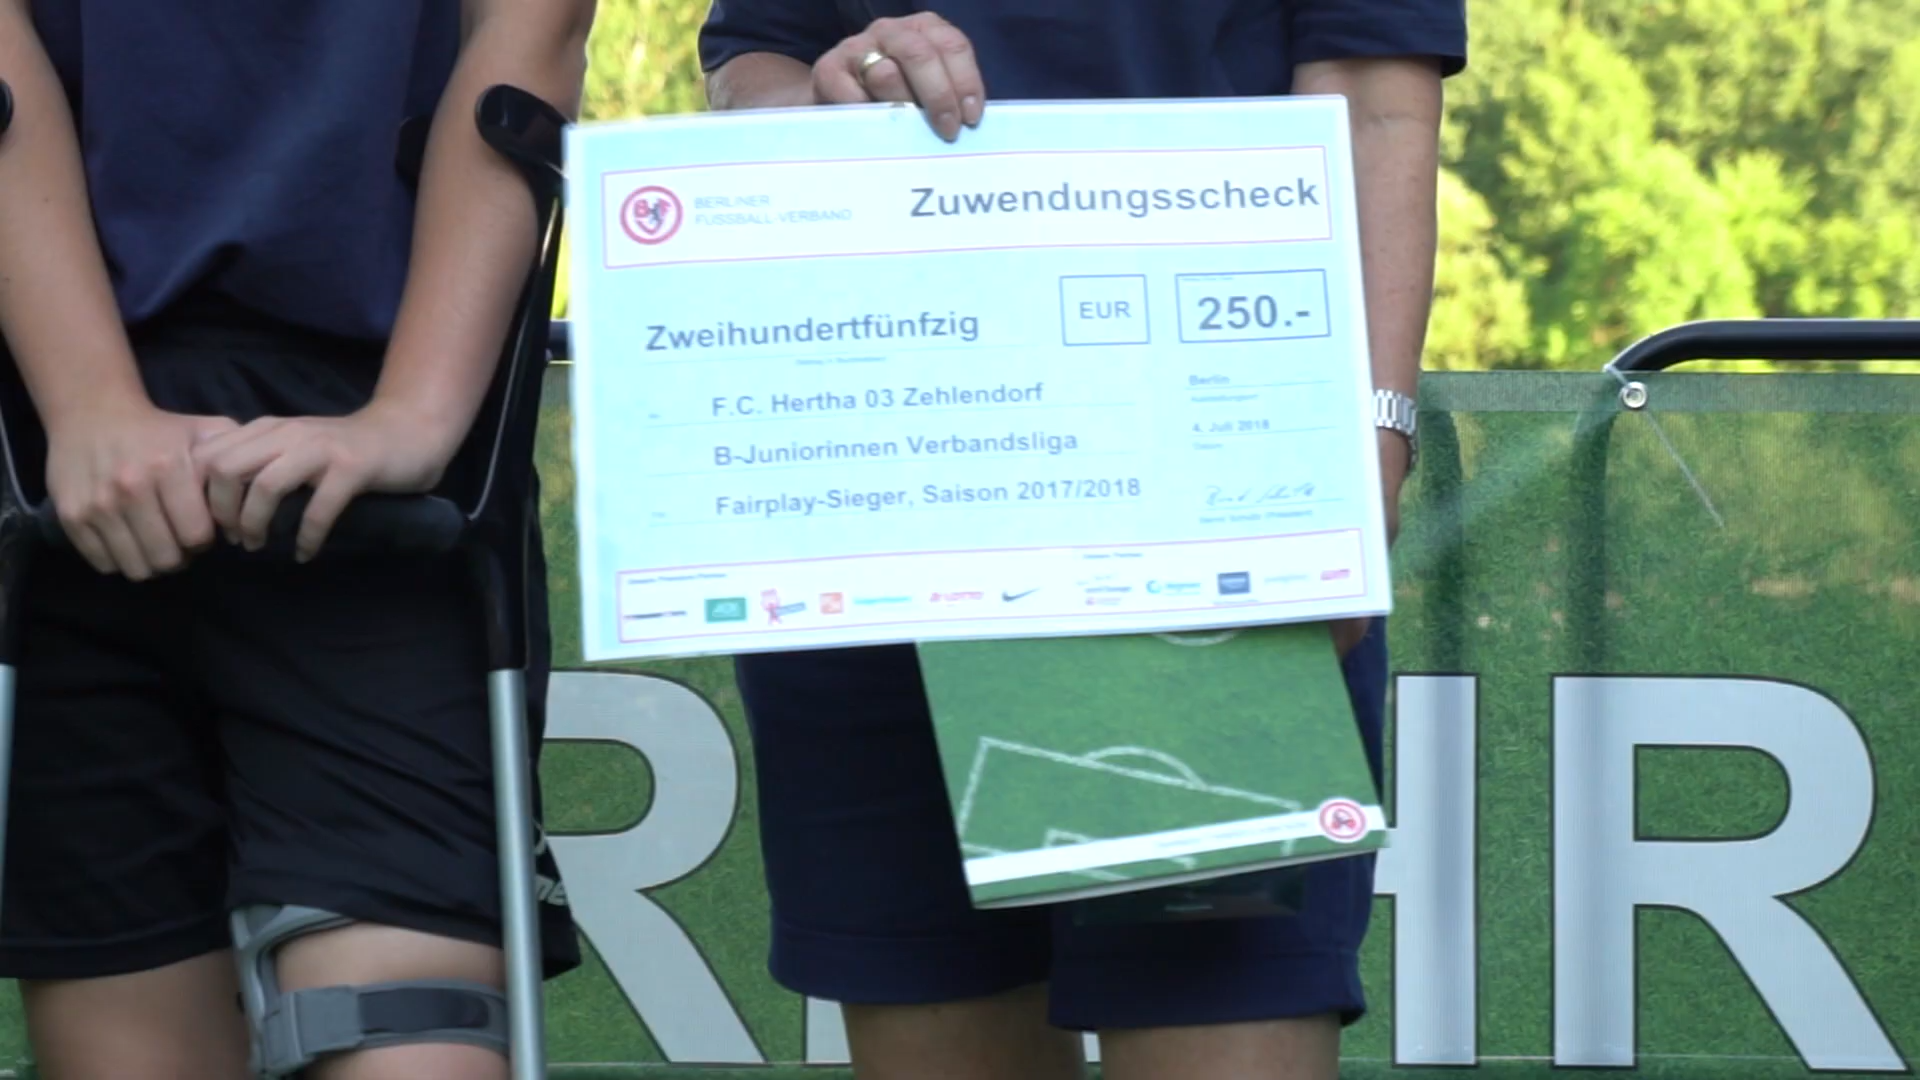 BERLINER
FUSSBALL-VERBAND
Zuwendungsscheck
Zweihundertfünfzig
EUR
250.-
F.C. Hertha 03 Zehlendorf
B-Juniorinnen Verbandsliga
Fairplay-Sieger, Saison 2017/2018
Berlin
4. Juli 2018
R
HR